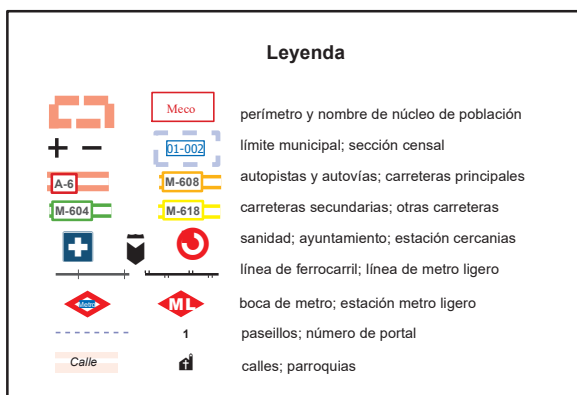 Leyenda
Meco
perímetro y nombre de núcleo de población
01-002
límite municipal; sección censal
A-6
M-608
autopistas y autovías; carreteras principales
M-604
M-618
carreteras secundarias; otras carreteras
sanidad; ayuntamiento; estación cercanias
línea de ferrocarril; línea de metro ligero
Metro
ML
boca de metro; estación metro ligero
1
paseillos; número de portal
Calle
calles; parroquias